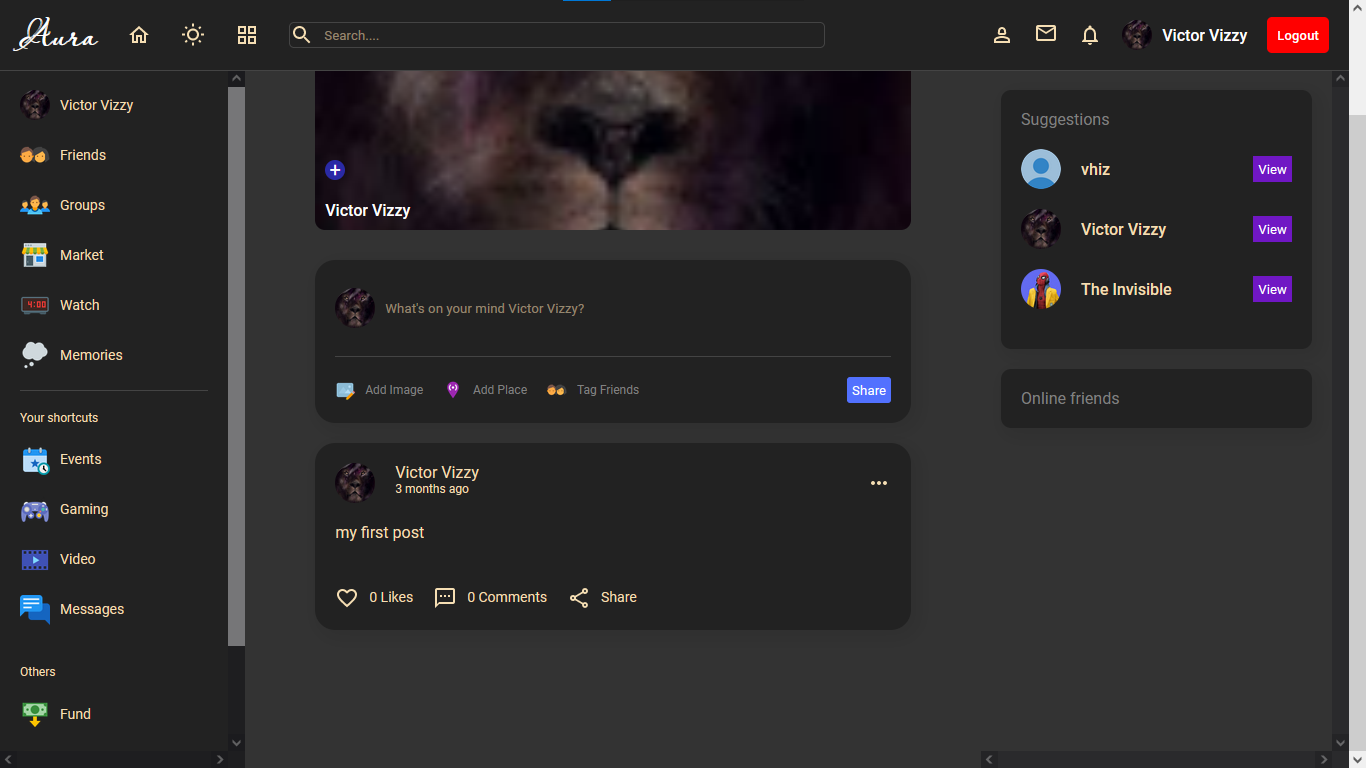 Aura
Search....
Victor Vizzy
Logout
Victor Vizzy
Friends
Groups
Market
4:00
Watch
Memories
Your shortcuts
Events
Gaming
Video
Messages
Others
Fund
Victor Vizzy
What's on your mind Victor Vizzy?
Add Image
Add Place
Tag Friends
Share
Victor Vizzy
3 months ago
my first post
0 Likes
0 Comments
Share
Suggestions
vhiz
View
Victor Vizzy
View
The Invisible
View
Online friends